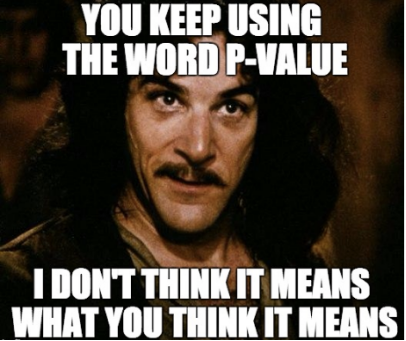 YOU KEEP USING
THE WORD P-VALUE
I DON'T THINK IT MEANS
WHAT YOU THINK IT MEANS